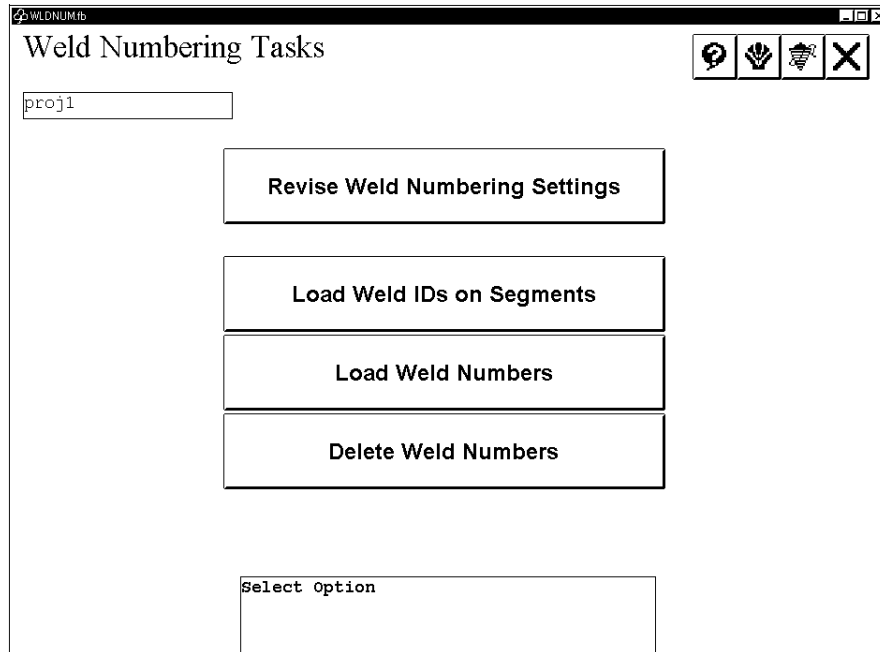 WLDNUM.fb
Weld Numbering Tasks
proj1
Revise Weld Numbering Settings
Load Weld IDs on Segments
Load Weld Numbers
Delete Weld Numbers
Select Option